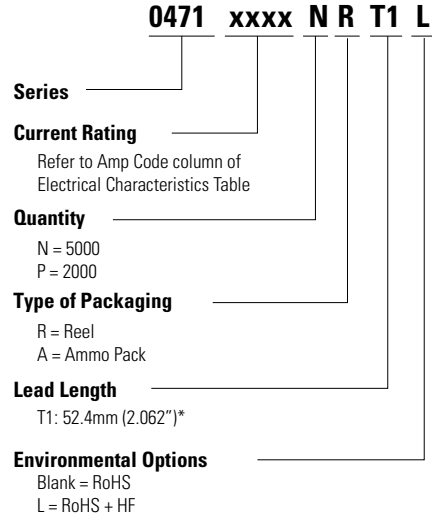 0471 xxxx N R T1 L
Series
Current Rating
Refer to Amp Code column of
Electrical Characteristics Table
Quantity
N = 5000
P = 2000
Type of Packaging
R = Reel
A = Ammo Pack
Lead Length
T1: 52.4mm (2.062”)*
Environmental Options
Blank = RoHS
L = RoHS + HF